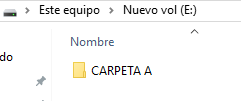 Este equipo > Nuevo vol (E:)
Nombre
do
CARPETA A